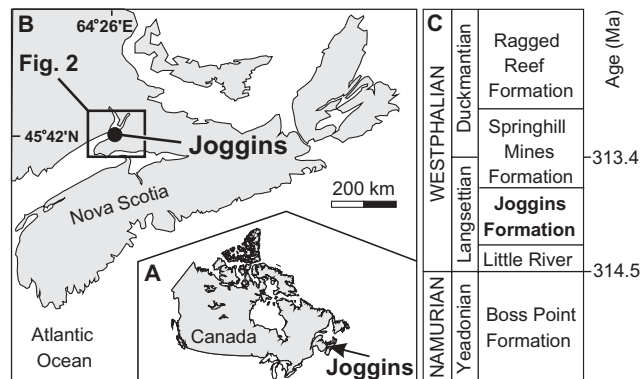 B
64°26'E
Fig. 2
45°42'N
Joggins
200 km
Nova Scotia
Atlantic
Ocean
A
Canada
Joggins
C
WESTPHALIAN
NAMURIAN
Duckmantian
Langsettian
Yeadonian
Ragged
Reef
Formation
Springhill
Mines
Formation
Joggins
Formation
Little River
Boss Point
Formation
Age (Ma)
313.4
314.5